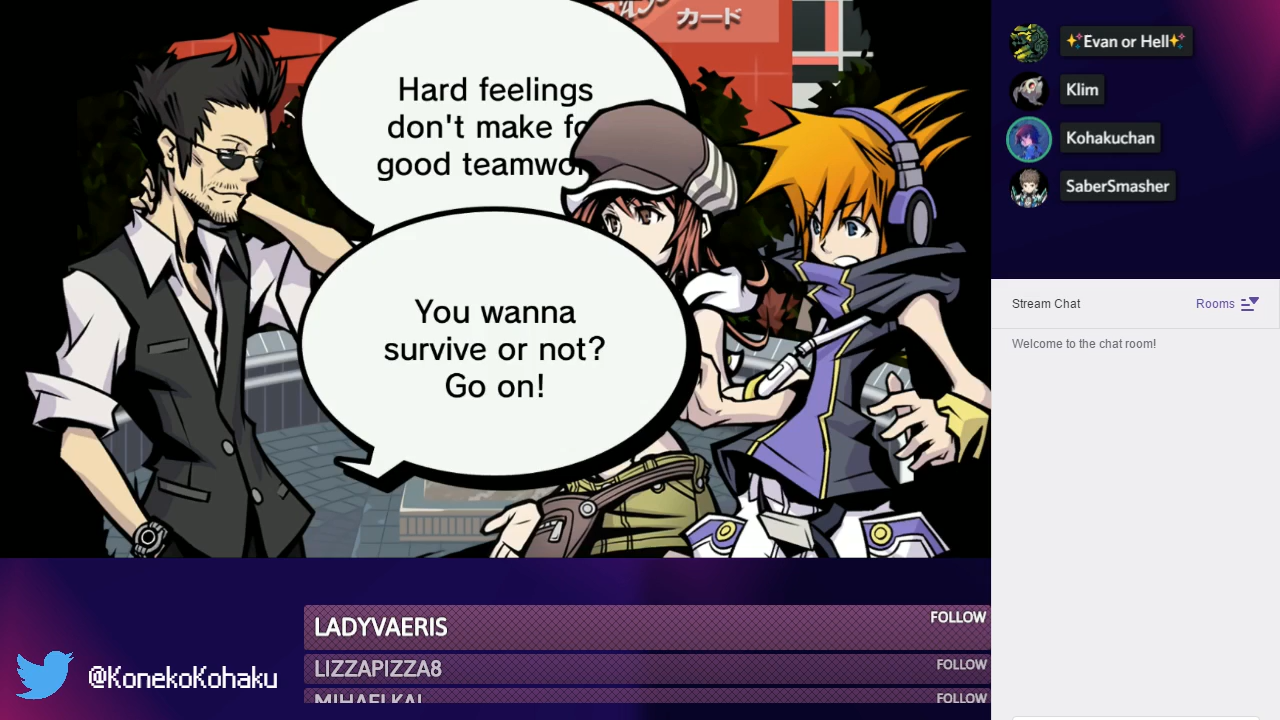 カード
Hard feelings
don't make fo
good teamwo
You wanna
survive or not?
Go on!
✨Evan or Hell✨
Klim
Kohakuchan
SaberSmasher
Stream Chat
Rooms
Welcome to the chat room!
LADYVAERIS
FOLLOW
LIZZAPIZZA8
FOLLOW
MIHAELKAL
FOLLOW
@KonekoKohaku